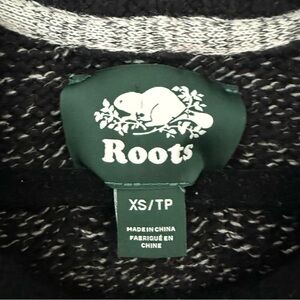 Roots
XS/TP
MADE IN CHINA
FABRIQUÉ EN
CHINE